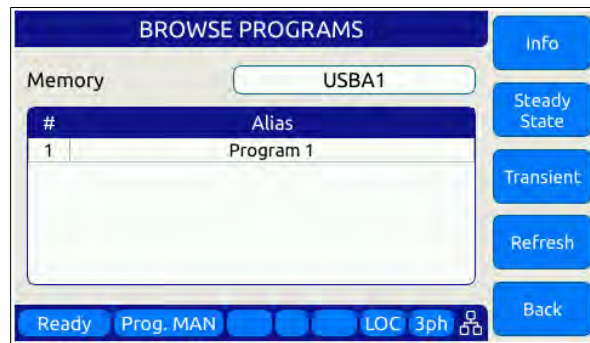 BROWSE PROGRAMS
Memory USBA1
# Alias
1 Program 1
Ready Prog. MAN LOC 3ph
Info
Steady
State
Transient
Refresh
Back